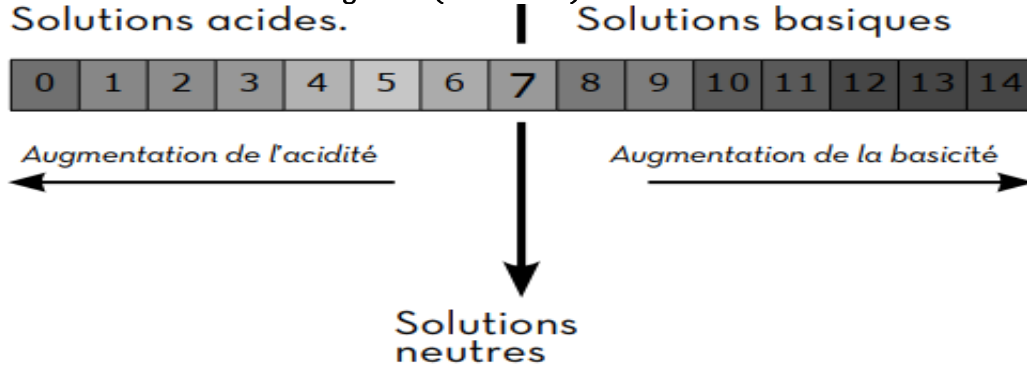 Solutions acides.
Solutions basiques
0 1 2 3 4 5 6 7 8 9 10 11 12 13 14
Augmentation de l'acidité
Augmentation de la basicité
Solutions
neutres